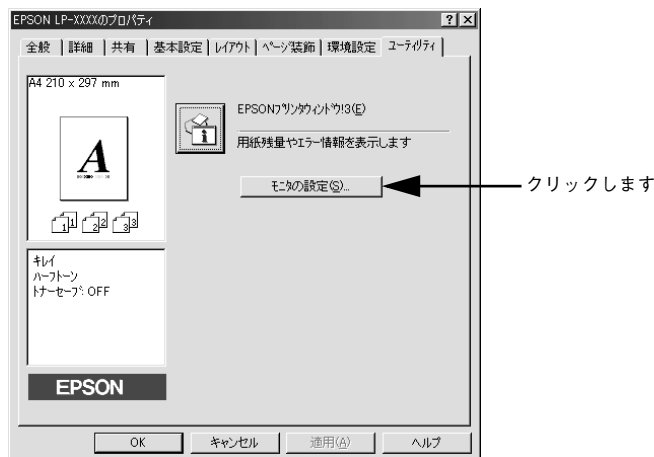 EPSON LP-XXXXのプロパティ
全般 詳細 共有 基本設定 ﾚｲｱｳﾄ ﾍﾟｰｼﾞ装飾 環境設定 ﾕｰﾃｨﾘﾃｨ
A4 210 x 297 mm
A
1 1 2 2 3 3
EPSONﾌﾟﾘﾝﾀｳｨﾝﾄﾞｳ!3(E)
用紙残量やｴﾗｰ情報を表示します
ﾓﾆﾀの設定(S)...
クリックします
ｷﾚｲ
ﾊｰﾌﾄｰﾝ
ﾄﾅｰｾｰﾌﾞ: OFF
EPSON
OK ｷｬﾝｾﾙ 適用(A) ﾍﾙﾌﾟ